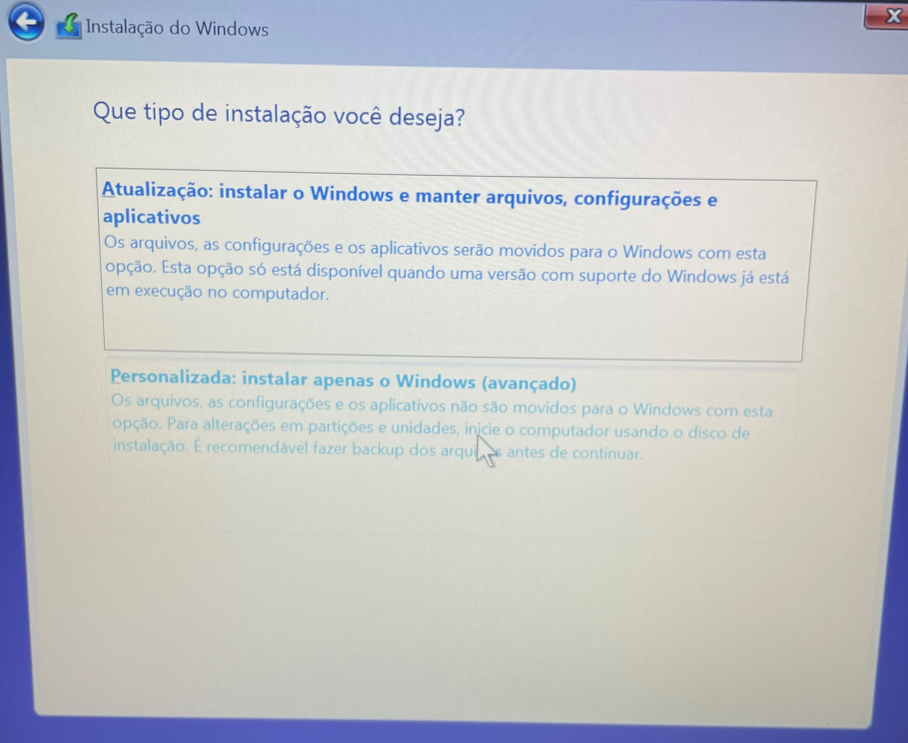 Instalação do Windows
Que tipo de instalação você deseja?
Atualização: instalar o Windows e manter arquivos, configurações e
aplicativos
Os arquivos, as configurações e os aplicativos serão movidos para o Windows com esta
opção. Esta opção só está disponível quando uma versão com suporte do Windows já está
em execução no computador.
Personalizada: instalar apenas o Windows (avançado)
Os arquivos, as configurações e os aplicativos não são movidos para o Windows com esta
opção. Para alterações em partições e unidades, inicie o computador usando o disco de
instalação. É recomendável fazer backup dos arquivos antes de continuar.